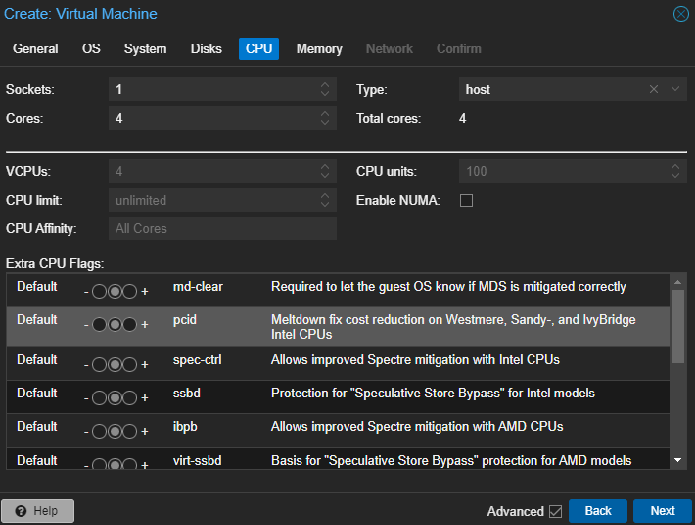 Create: Virtual Machine
General OS System Disks CPU Memory Network Confirm
Sockets: 1 Type: host
Cores: 4 Total cores: 4
VCPUs: 4 CPU units: 100
CPU limit: unlimited Enable NUMA:
CPU Affinity: All Cores
Extra CPU Flags:
Default - + md-clear Required to let the guest OS know if MDS is mitigated correctly
Default - + pcid Meltdown fix cost reduction on Westmere, Sandy-, and IvyBridge
Intel CPUs
Default - + spec-ctrl Allows improved Spectre mitigation with Intel CPUs
Default - + ssbd Protection for "Speculative Store Bypass" for Intel models
Default - + ibpb Allows improved Spectre mitigation with AMD CPUs
Default - + virt-ssbd Basis for "Speculative Store Bypass" protection for AMD models
? Help Advanced Back Next